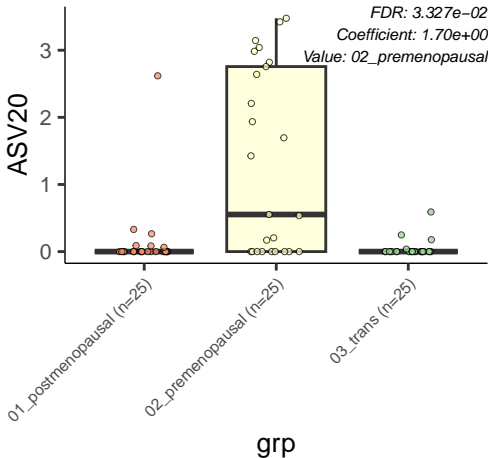 FDR: 3.327e−02
Coefficient: 1.70e+00
Value: 02_premenopausal
3
2
1
0
ASV20
01_postmenopausal (n=25)
02_premenopausal (n=25)
03_trans (n=25)
grp